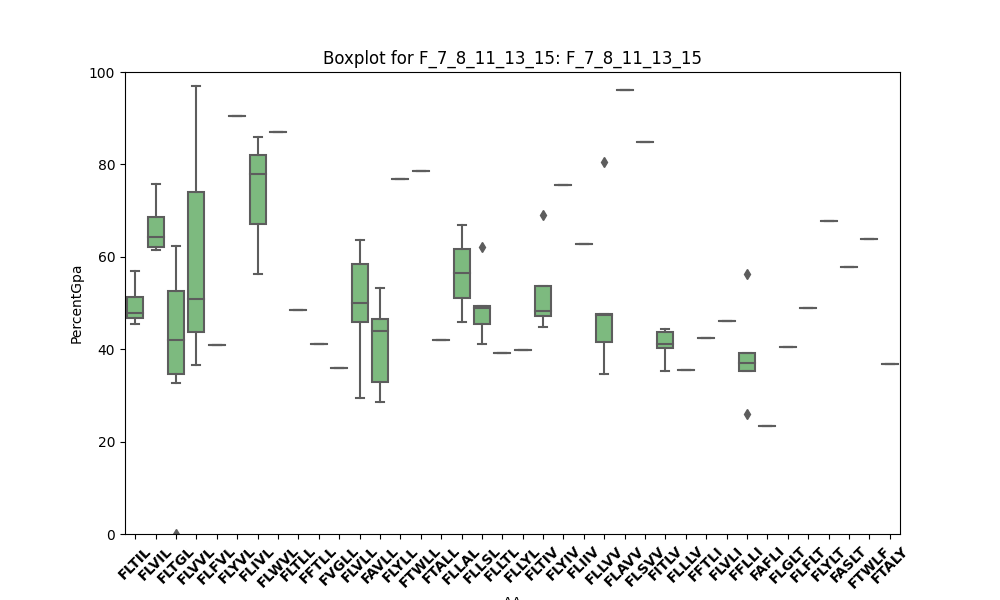 Boxplot for F_7_8_11_13_15: F_7_8_11_13_15
PercentGpa
100
80
60
40
20
0
FLTIL
FLVIL
FLTGL
FLVVL
FLFVL
FLYVL
FLIVL
FLWVL
FLTLL
FFTLL
FVGLL
FLVLL
FAVLL
FLYLL
FTWLL
FTALL
FLLAL
FLLSL
FLLTL
FLLYL
FLTIV
FLYIV
FLIIV
FLLVV
FLAVV
FLSVV
FITLV
FLLLV
FFTLI
FLVLI
FFLLI
FAFLI
FLGLT
FLFLT
FLYLT
FASLT
FTWLF
FTALY